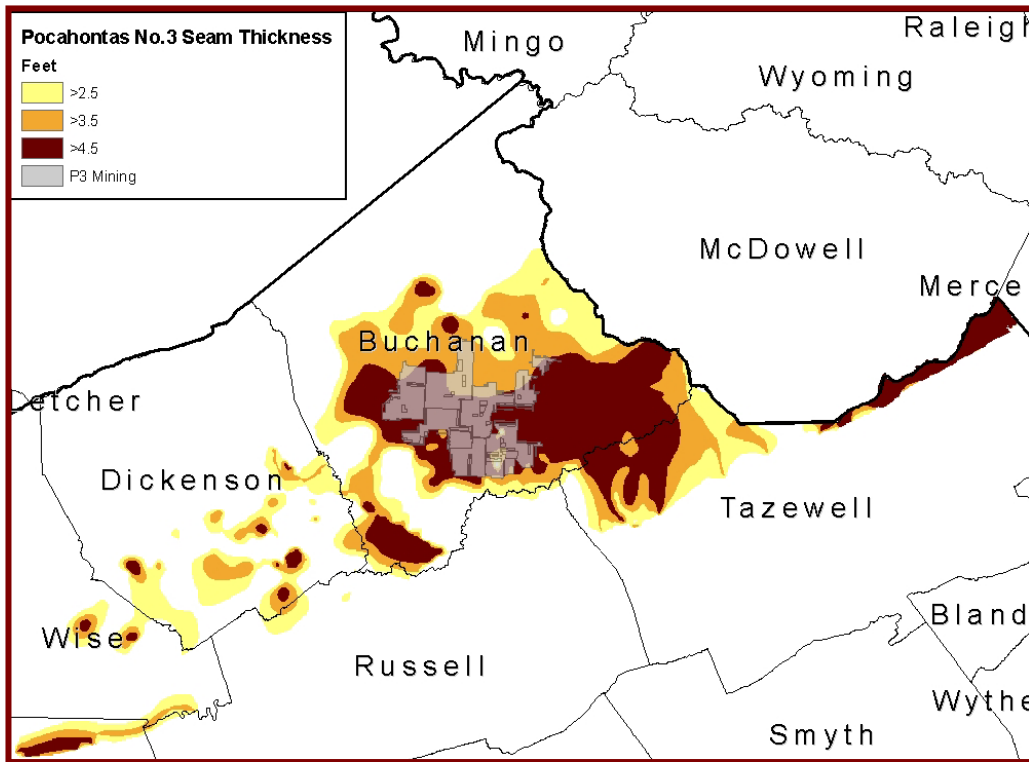 Pocahontas No.3 Seam Thickness
Feet
>2.5
>3.5
>4.5
P3 Mining
Mingo
Raleigh
Wyoming
McDowell
Merce
Buchanan
etcher
Dickenson
Tazewell
Wise
Russell
Bland
Wythe
Smyth